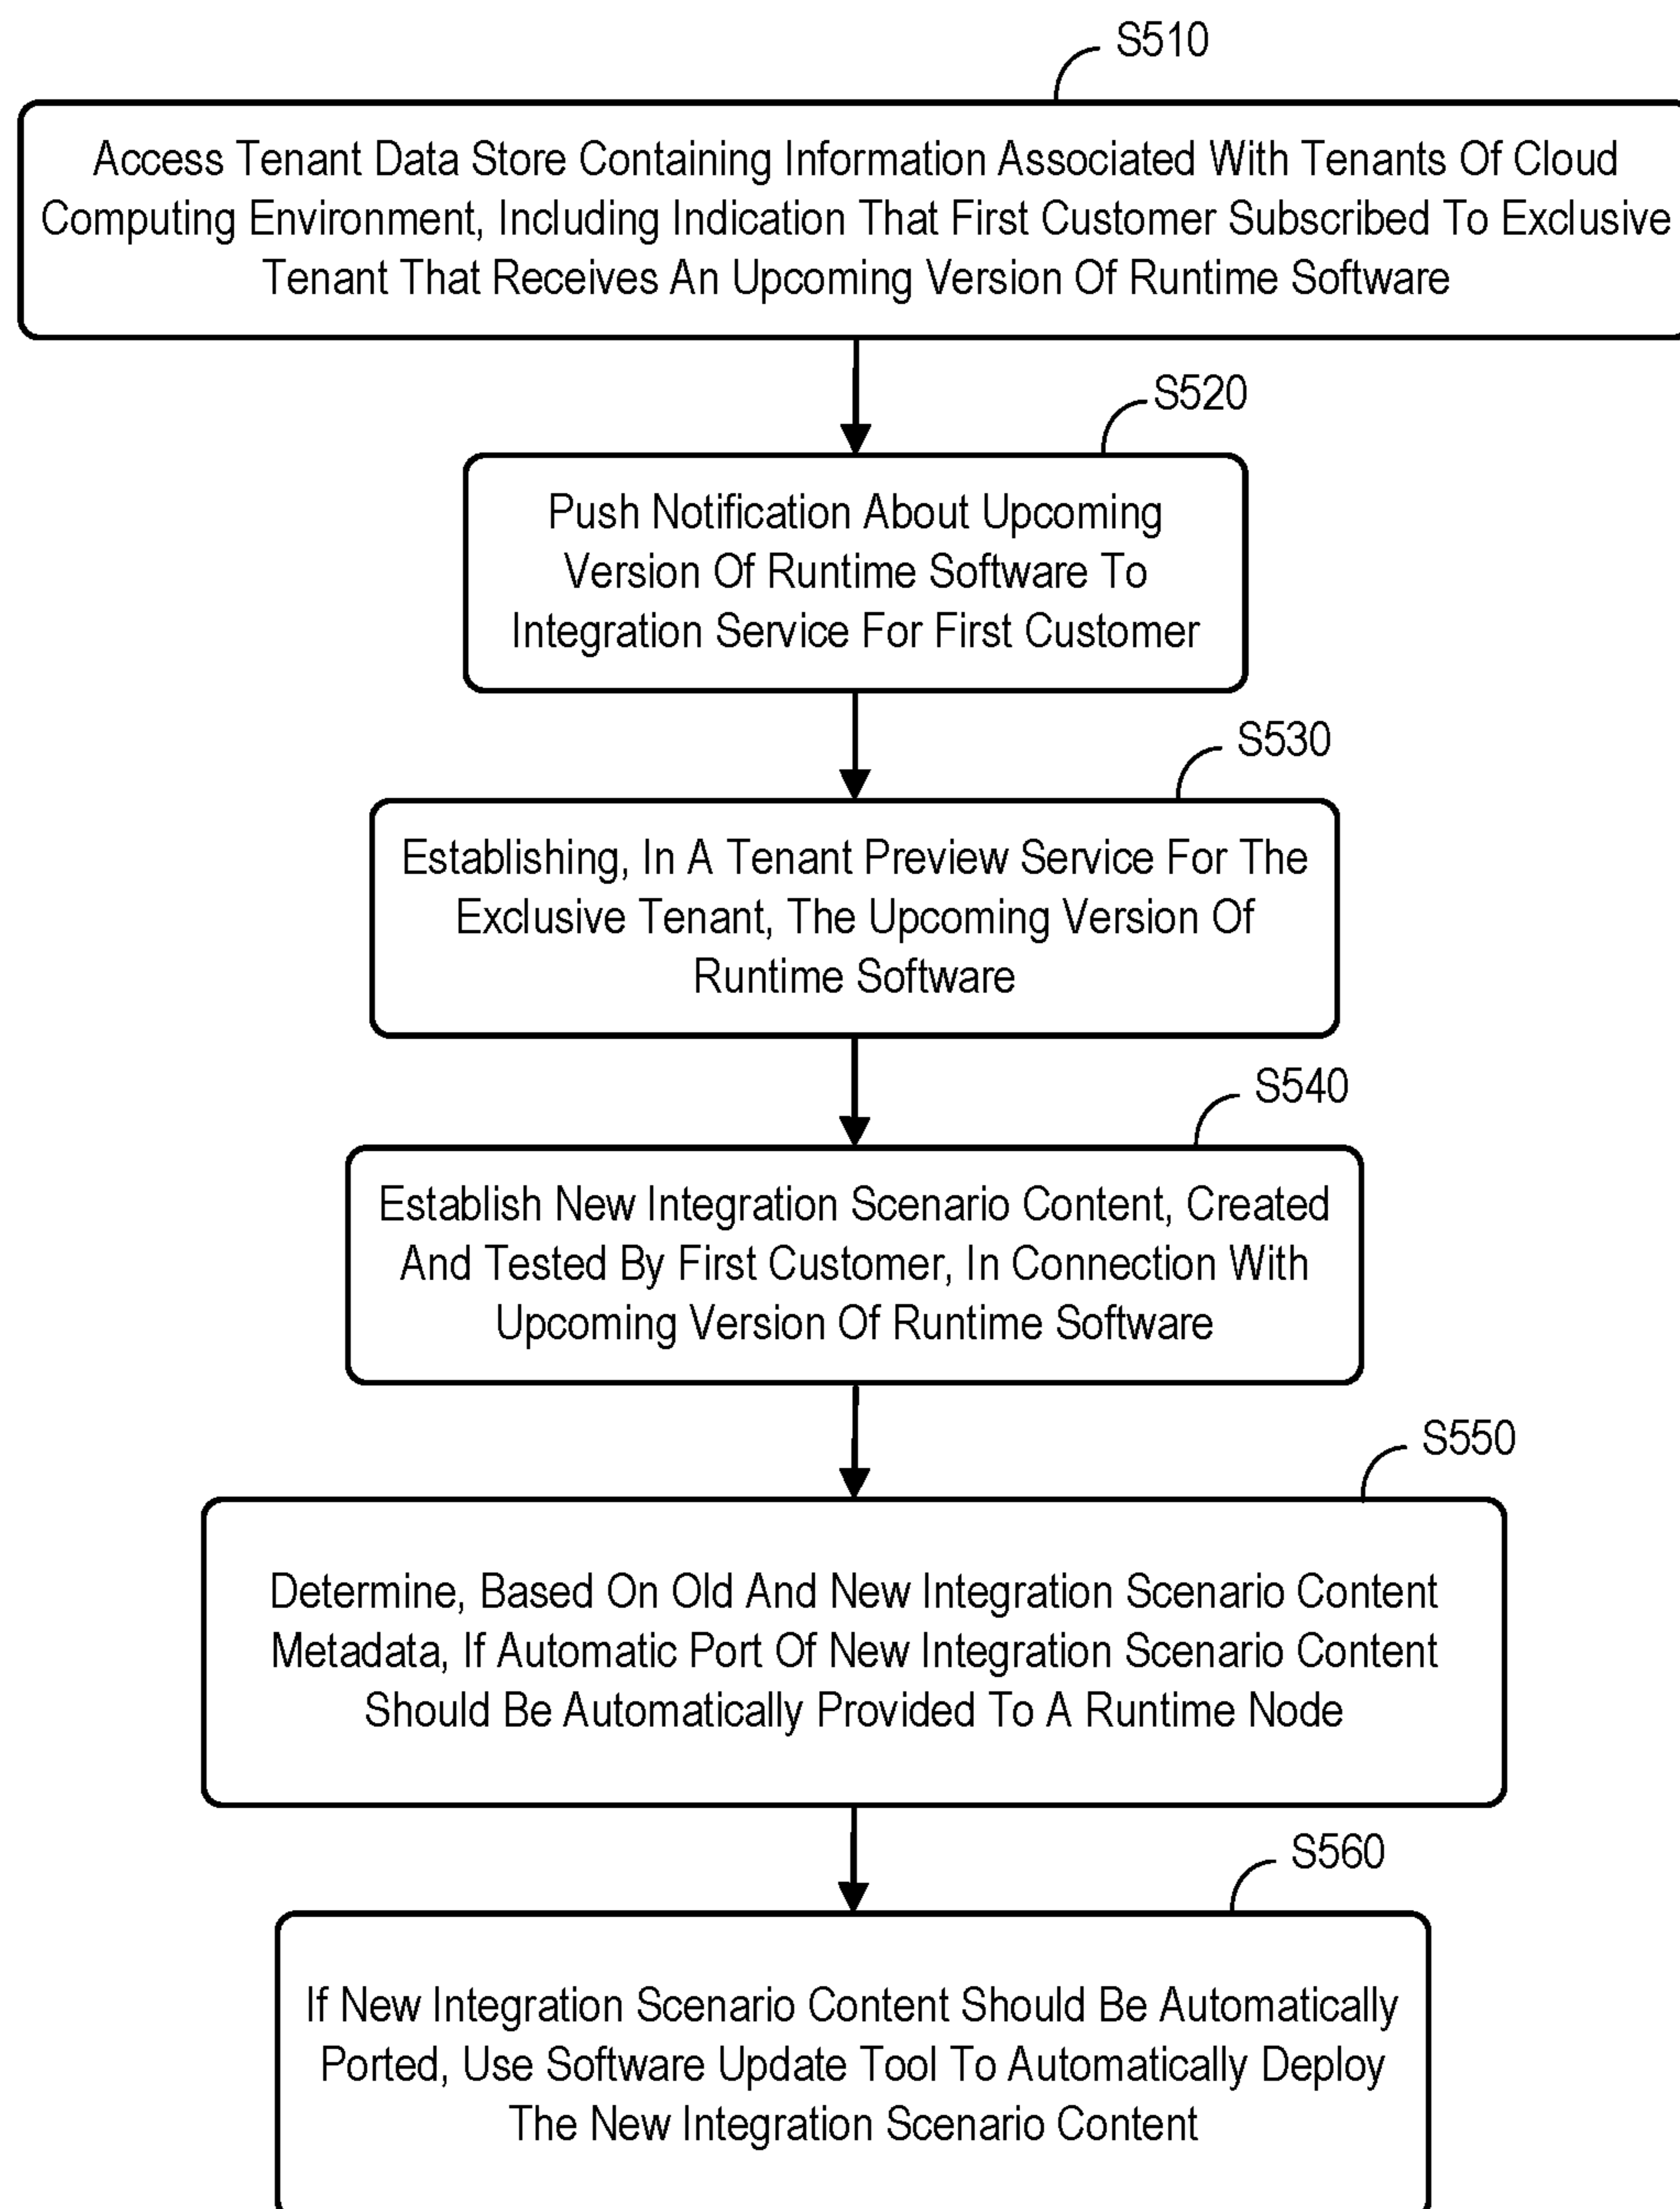 S510
Access Tenant Data Store Containing Information Associated With Tenants Of Cloud
Computing Environment, Including Indication That First Customer Subscribed To Exclusive
Tenant That Receives An Upcoming Version Of Runtime Software
S520
Push Notification About Upcoming
Version Of Runtime Software To
Integration Service For First Customer
S530
Establishing, In A Tenant Preview Service For The
Exclusive Tenant, The Upcoming Version Of
Runtime Software
S540
Establish New Integration Scenario Content, Created
And Tested By First Customer, In Connection With
Upcoming Version Of Runtime Software
S550
Determine, Based On Old And New Integration Scenario Content
Metadata, If Automatic Port Of New Integration Scenario Content
Should Be Automatically Provided To A Runtime Node
S560
If New Integration Scenario Content Should Be Automatically
Ported, Use Software Update Tool To Automatically Deploy
The New Integration Scenario Content